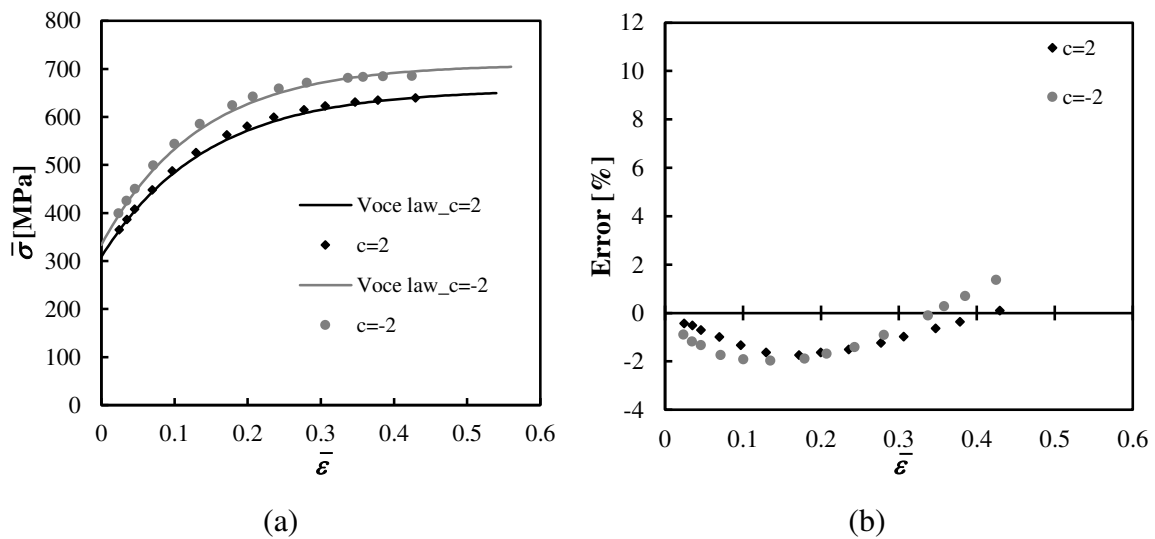 800
700
600
500
400
300
200
100
0
σ̄ [MPa]
0 0.1 0.2 0.3 0.4 0.5 0.6
ε̄
Voce law_c=2
c=2
Voce law_c=-2
c=-2
(a)
12
10
8
6
4
2
0
-2
-4
Error [%]
0 0.1 0.2 0.3 0.4 0.5 0.6
ε̄
c=2
c=-2
(b)